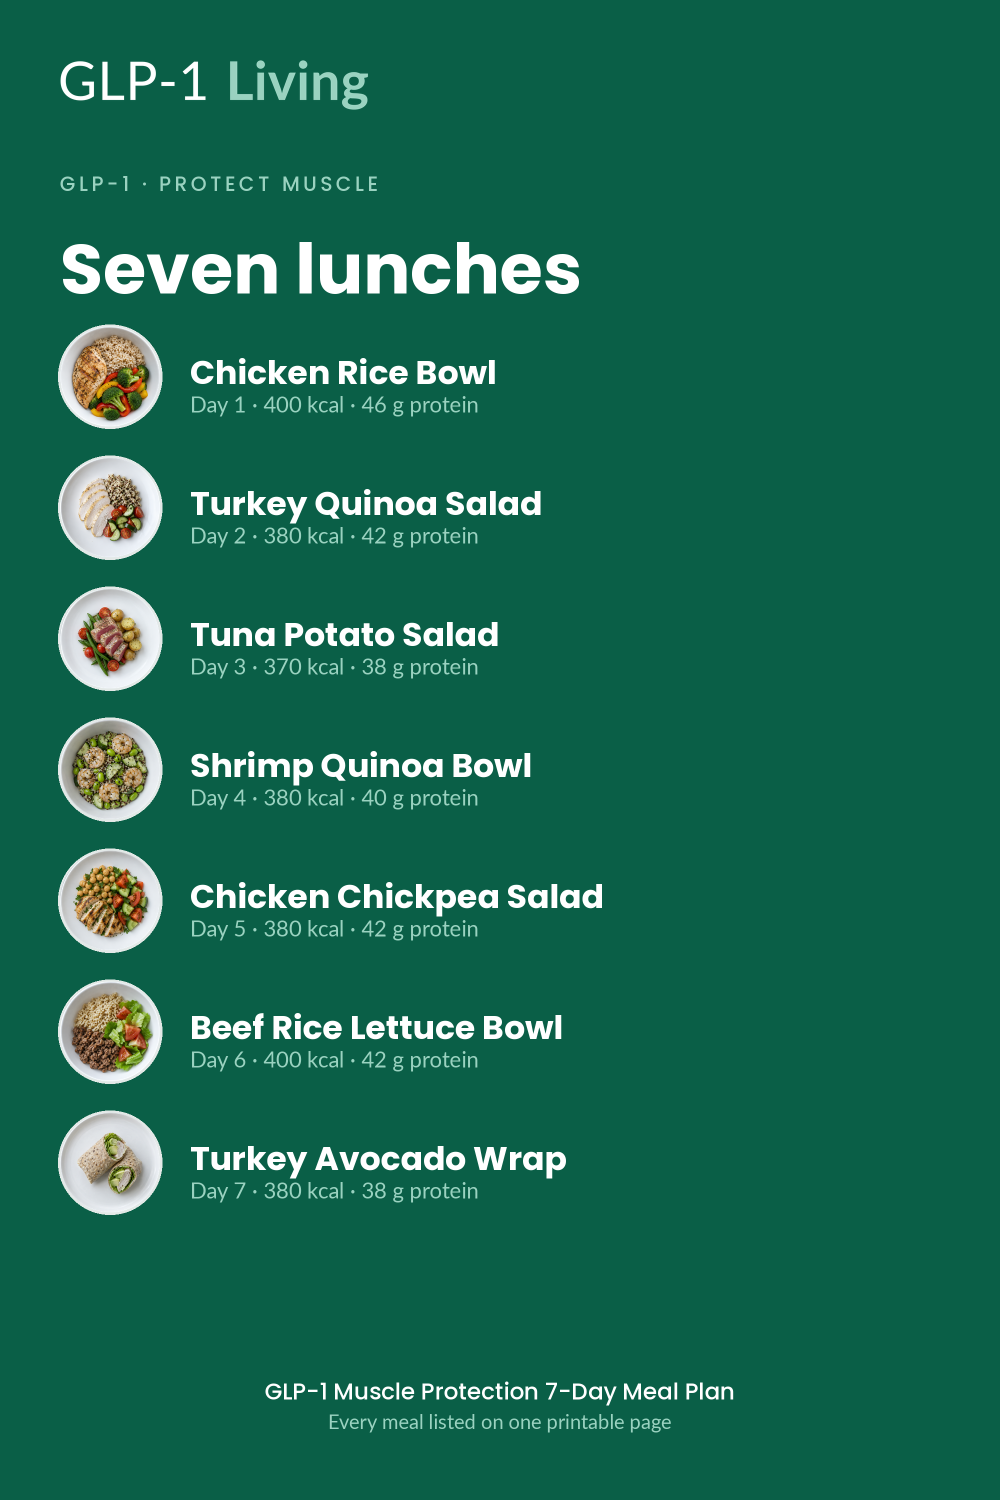 GLP-1 Living
GLP-1 · PROTECT MUSCLE
Seven lunches
Chicken Rice Bowl
Day 1 · 400 kcal · 46 g protein
Turkey Quinoa Salad
Day 2 · 380 kcal · 42 g protein
Tuna Potato Salad
Day 3 · 370 kcal · 38 g protein
Shrimp Quinoa Bowl
Day 4 · 380 kcal · 40 g protein
Chicken Chickpea Salad
Day 5 · 380 kcal · 42 g protein
Beef Rice Lettuce Bowl
Day 6 · 400 kcal · 42 g protein
Turkey Avocado Wrap
Day 7 · 380 kcal · 38 g protein
GLP-1 Muscle Protection 7-Day Meal Plan
Every meal listed on one printable page